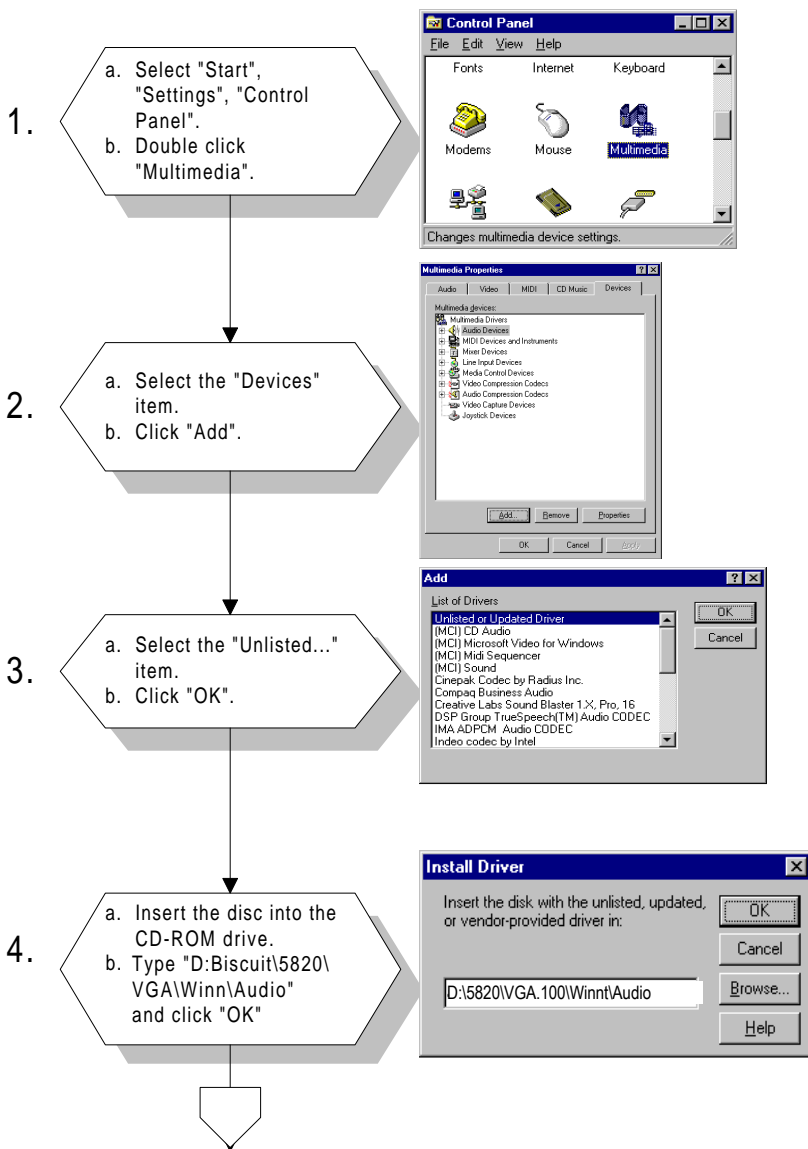 1.
a. Select "Start",
"Settings", "Control
Panel".
b. Double click
"Multimedia".
Control Panel
File Edit View Help
Fonts Internet Keyboard
Modems Mouse Multimedia
Changes multimedia device settings.
2.
a. Select the "Devices"
item.
b. Click "Add".
Multimedia Properties
Audio Video MIDI CD Music Devices
Multimedia devices:
Multimedia Drivers
Audio Devices
MIDI Devices and Instruments
Mixer Devices
Line Input Devices
Media Control Devices
Video Compression Codecs
Audio Compression Codecs
Video Capture Devices
Joystick Devices
Add... Remove Properties
OK Cancel Apply
3.
a. Select the "Unlisted..."
item.
b. Click "OK".
Add
List of Drivers
Unlisted or Updated Driver
(MCI) CD Audio
(MCI) Microsoft Video for Windows
(MCI) Midi Sequencer
(MCI) Sound
Cinepak Codec by Radius Inc.
Compaq Business Audio
Creative Labs Sound Blaster 1.X, Pro, 16
DSP Group TrueSpeech(TM) Audio CODEC
IMA ADPCM Audio CODEC
Indeo codec by Intel
OK
Cancel
4.
a. Insert the disc into the
CD-ROM drive.
b. Type "D:Biscuit\5820\
VGA\Winn\Audio"
and click "OK"
Install Driver
Insert the disk with the unlisted, updated,
or vendor-provided driver in:
D:\5820\VGA.100\Winnt\Audio
OK
Cancel
Browse...
Help